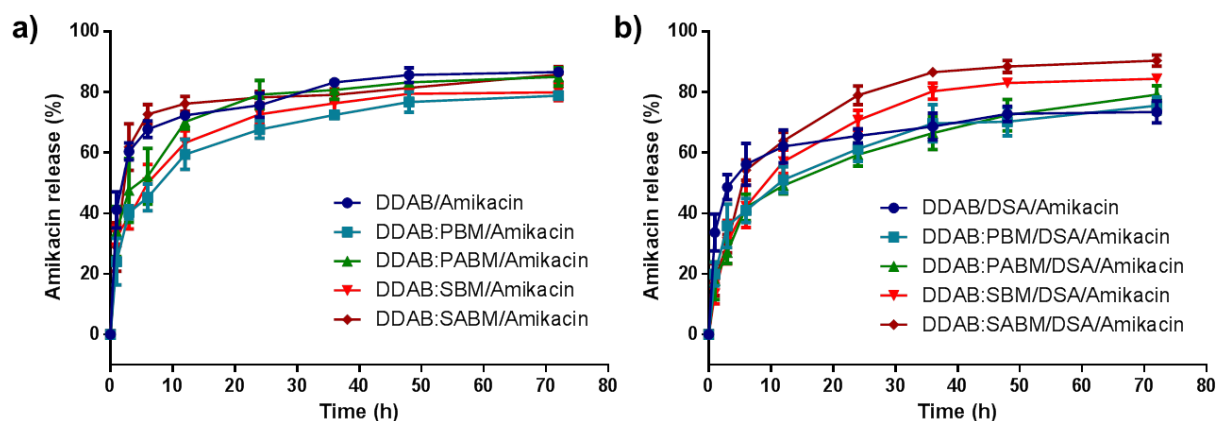 a)
Amikacin release (%)
100
80
60
40
20
0
DDAB/Amikacin
DDAB:PBM/Amikacin
DDAB:PABM/Amikacin
DDAB:SBM/Amikacin
DDAB:SABM/Amikacin
0 10 20 30 40 50 60 70 80
Time (h)
b)
Amikacin release (%)
100
80
60
40
20
0
DDAB/DSA/Amikacin
DDAB:PBM/DSA/Amikacin
DDAB:PABM/DSA/Amikacin
DDAB:SBM/DSA/Amikacin
DDAB:SABM/DSA/Amikacin
0 10 20 30 40 50 60 70 80
Time (h)